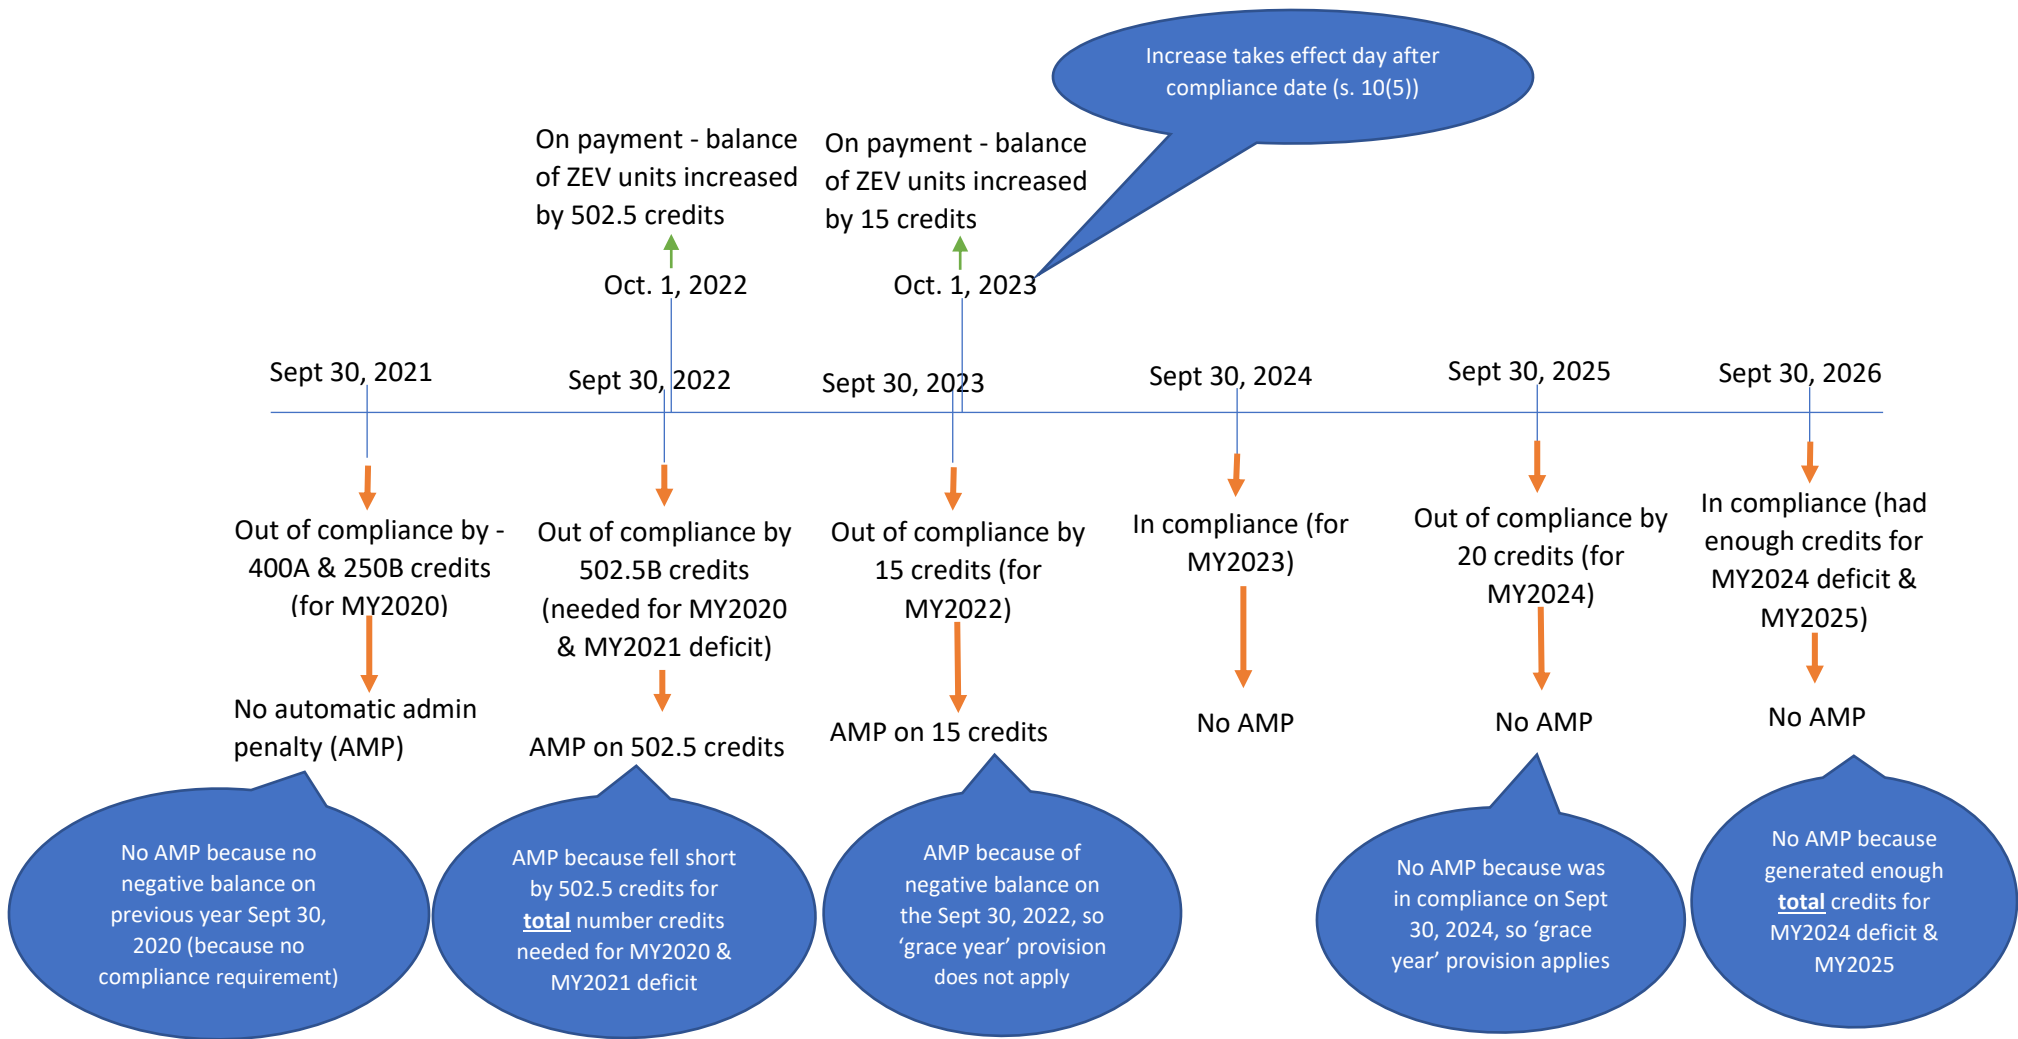 Increase takes effect day after
compliance date (s. 10(5))
On payment - balance
of ZEV units increased
by 502.5 credits
On payment - balance
of ZEV units increased
by 15 credits
Oct. 1, 2022
Oct. 1, 2023
Sept 30, 2021
Sept 30, 2022
Sept 30, 2023
Sept 30, 2024
Sept 30, 2025
Sept 30, 2026
Out of compliance by -
400A & 250B credits
(for MY2020)
Out of compliance by
502.5B credits
(needed for MY2020
& MY2021 deficit)
Out of compliance by
15 credits (for
MY2022)
In compliance (for
MY2023)
Out of compliance by
20 credits (for
MY2024)
In compliance (had
enough credits for
MY2024 deficit &
MY2025)
No automatic admin
penalty (AMP)
AMP on 502.5 credits
AMP on 15 credits
No AMP
No AMP
No AMP
No AMP because no
negative balance on
previous year Sept 30,
2020 (because no
compliance requirement)
AMP because fell short
by 502.5 credits for
total number credits
needed for MY2020 &
MY2021 deficit
AMP because of
negative balance on
the Sept 30, 2022, so
‘grace year’ provision
does not apply
No AMP because was
in compliance on Sept
30, 2024, so ‘grace
year’ provision applies
No AMP because
generated enough
total credits for
MY2024 deficit &
MY2025